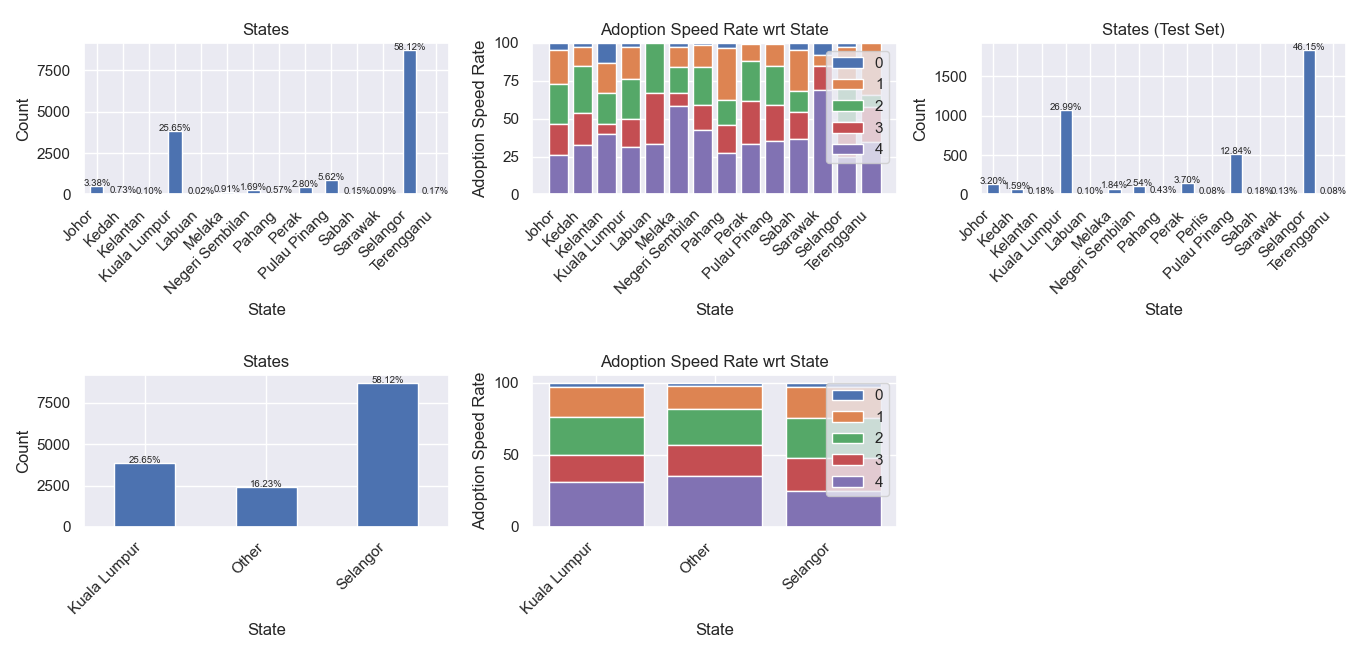 States
Count
7500
5000
2500
0
3.38%
0.73%
0.10%
25.65%
0.02%
0.91%
1.69%
0.57%
2.80%
5.62%
0.15%
0.09%
58.12%
0.17%
Johor
Kedah
Kelantan
Kuala Lumpur
Labuan
Melaka
Negeri Sembilan
Pahang
Perak
Pulau Pinang
Sabah
Sarawak
Selangor
Terengganu
State
Adoption Speed Rate wrt State
Adoption Speed Rate
100
75
50
25
0
0
1
2
3
4
Johor
Kedah
Kelantan
Kuala Lumpur
Labuan
Melaka
Negeri Sembilan
Pahang
Perak
Pulau Pinang
Sabah
Sarawak
Selangor
Terengganu
State
States (Test Set)
Count
1500
1000
500
0
3.20%
1.59%
0.18%
26.99%
0.10%
1.84%
2.54%
0.43%
3.70%
0.08%
12.84%
0.18%
0.13%
46.15%
0.08%
Johor
Kedah
Kelantan
Kuala Lumpur
Labuan
Melaka
Negeri Sembilan
Pahang
Perak
Perlis
Pulau Pinang
Sabah
Sarawak
Selangor
Terengganu
State
States
Count
7500
5000
2500
0
25.65%
16.23%
58.12%
Kuala Lumpur
Other
Selangor
State
Adoption Speed Rate wrt State
Adoption Speed Rate
100
50
0
0
1
2
3
4
Kuala Lumpur
Other
Selangor
State